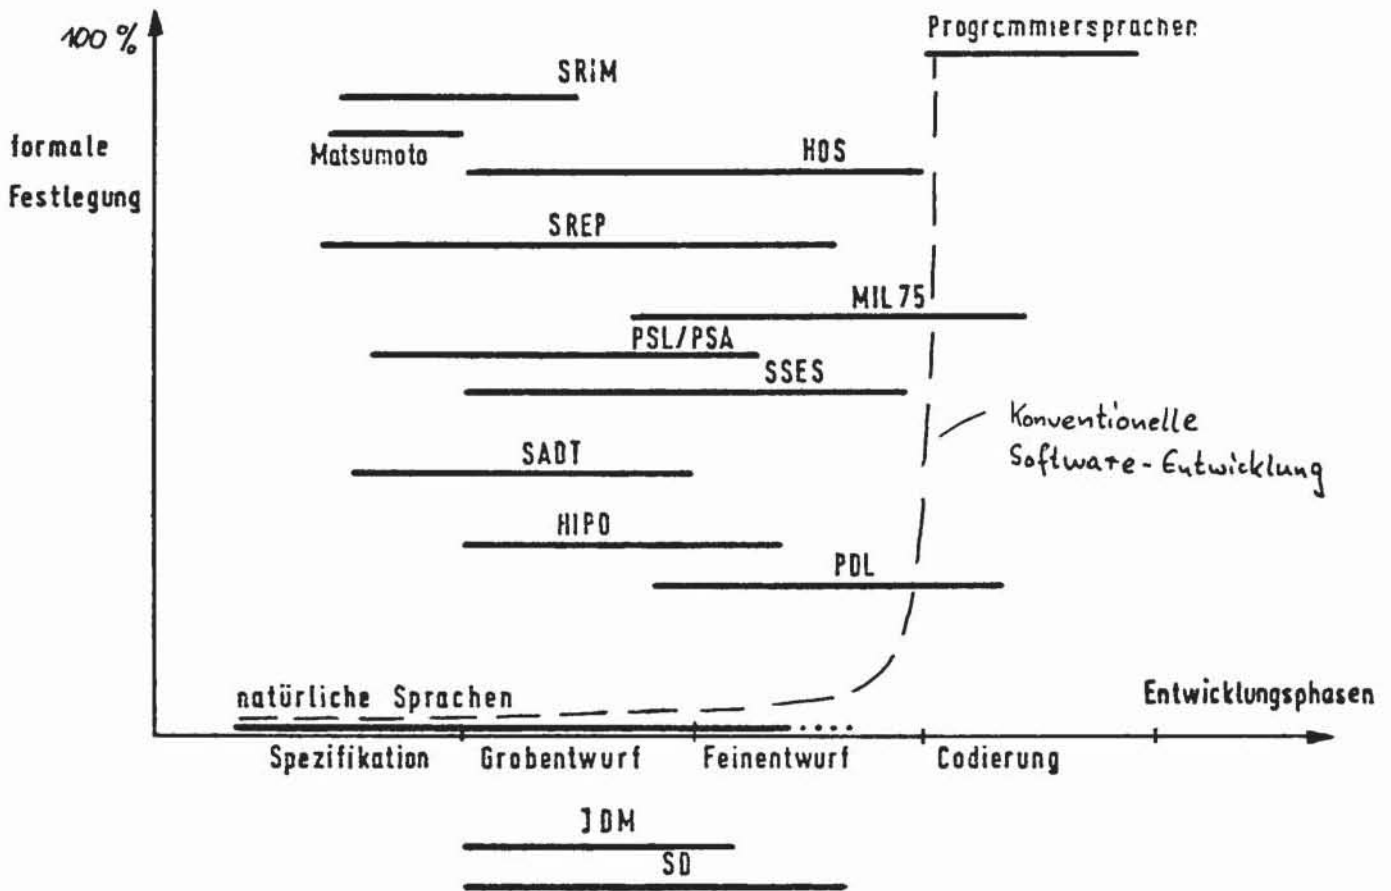 100 %
Programmiersprachen
SRIM
formale
Festlegung
Matsumoto
HOS
SREP
MIL 75
PSL/PSA
SSES
Konventionelle
Software-Entwicklung
SADT
HIPO
PDL
natürliche Sprachen
Entwicklungsphasen
Spezifikation Grobentwurf Feinentwurf Codierung
JDM
SD